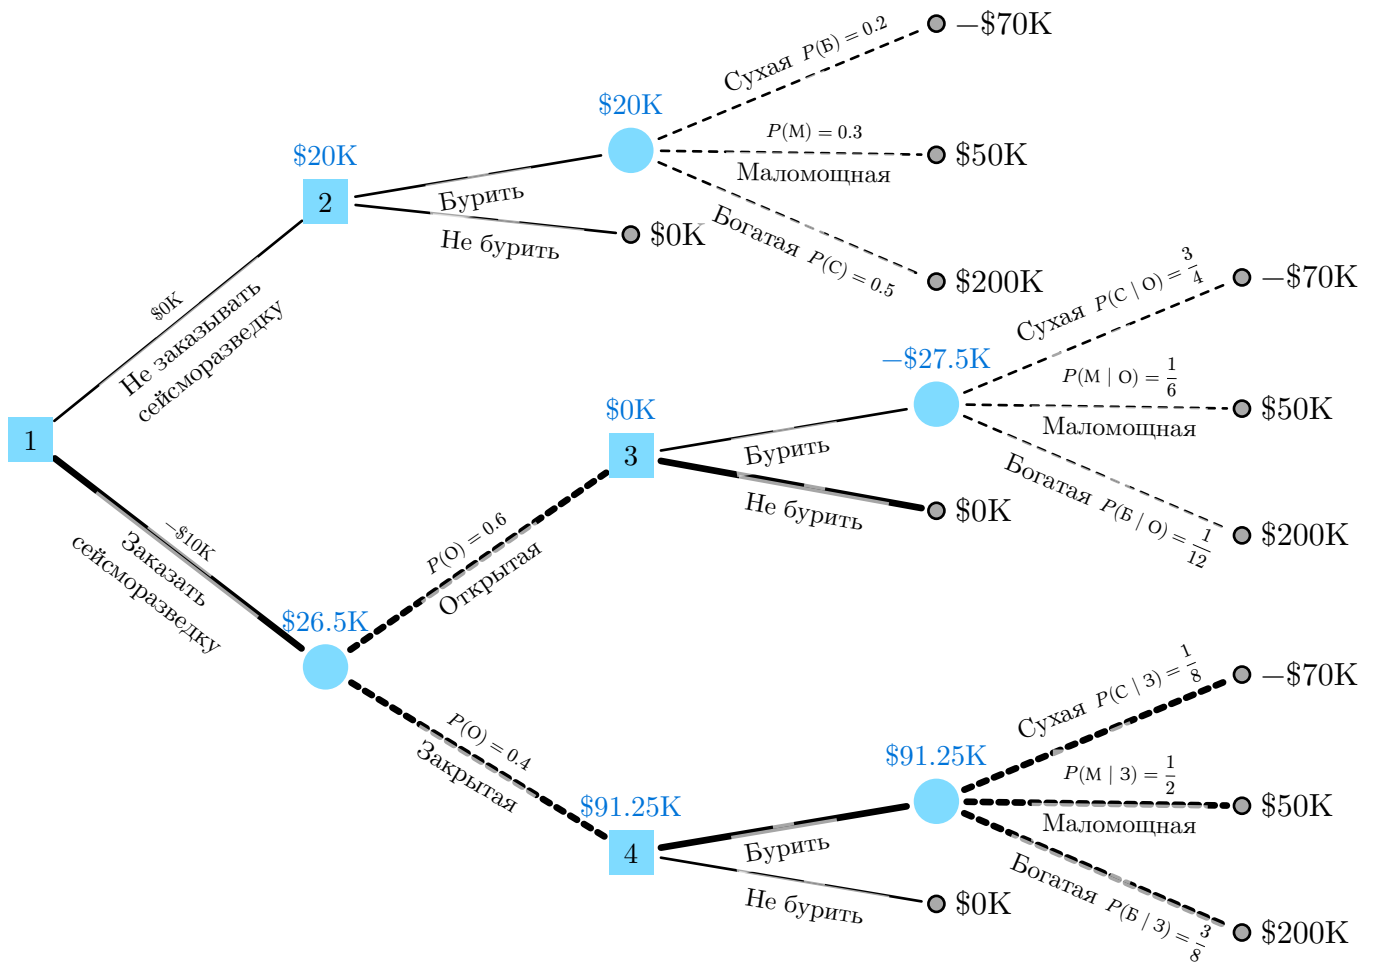 −$70K
Сухая P(Б) = 0.2
$20K
P(М) = 0.3
$50K
Маломощная
$20K
2
Бурить
Не бурить
$0K
Богатая P(С) = 0.5
$200K
$0K
Не заказывать
сейсморазведку
−$70K
Сухая P(С | О) = 3/4
−$27.5K
P(М | О) = 1/6
$50K
Маломощная
$0K
3
Бурить
Не бурить
$0K
Богатая P(Б | О) = 1/12
$200K
1
−$10K
Заказать
сейсморазведку
$26.5K
P(О) = 0.6
Открытая
P(О) = 0.4
Закрытая
−$70K
Сухая P(С | З) = 1/8
$91.25K
P(М | З) = 1/2
$50K
Маломощная
$91.25K
4
Бурить
Не бурить
$0K
Богатая P(Б | З) = 3/8
$200K